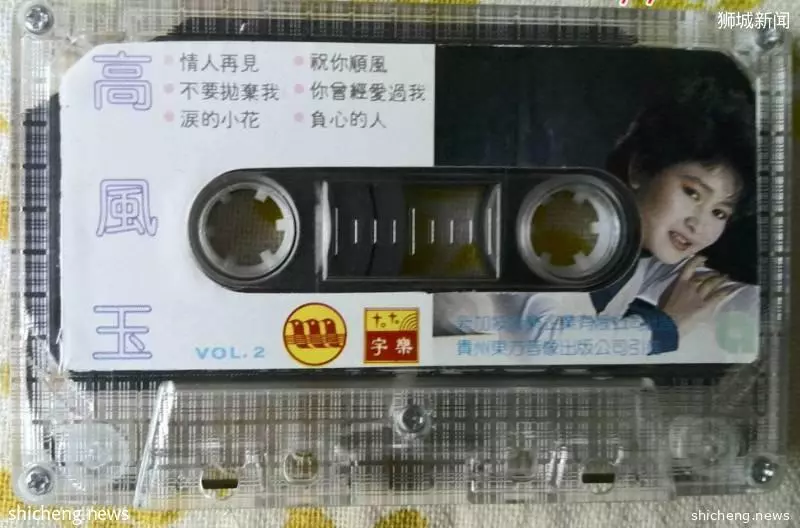 狮城新闻
高風玉
情人再見
不要拋棄我
淚的小花
祝你順風
你曾經愛過我
負心的人
VOL.2
字樂
貴州東方音像出版公司引
shicheng.news
shicheng.news